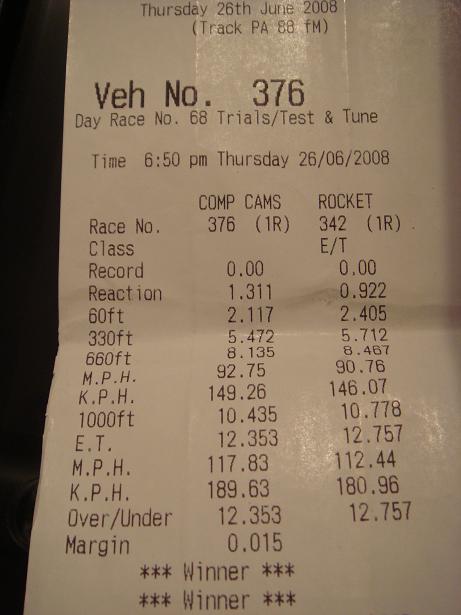 Thursday 26th June 2008
(Track PA 88 fM)
Veh No. 376
Day Race No. 68 Trials/Test & Tune
Time 6:50 pm Thursday 26/06/2008
COMP CAMS ROCKET
Race No. 376 (1R) 342 (1R)
Class E/T
Record 0.00 0.00
Reaction 1.311 0.922
60ft 2.117 2.405
330ft 5.472 5.712
660ft 8.135 8.467
M.P.H. 92.75 90.76
K.P.H. 149.26 146.07
1000ft 10.435 10.778
E.T. 12.353 12.757
M.P.H. 117.83 112.44
K.P.H. 189.63 180.96
Over/Under 12.353 12.757
Margin 0.015
*** Winner ***
*** Winner ***